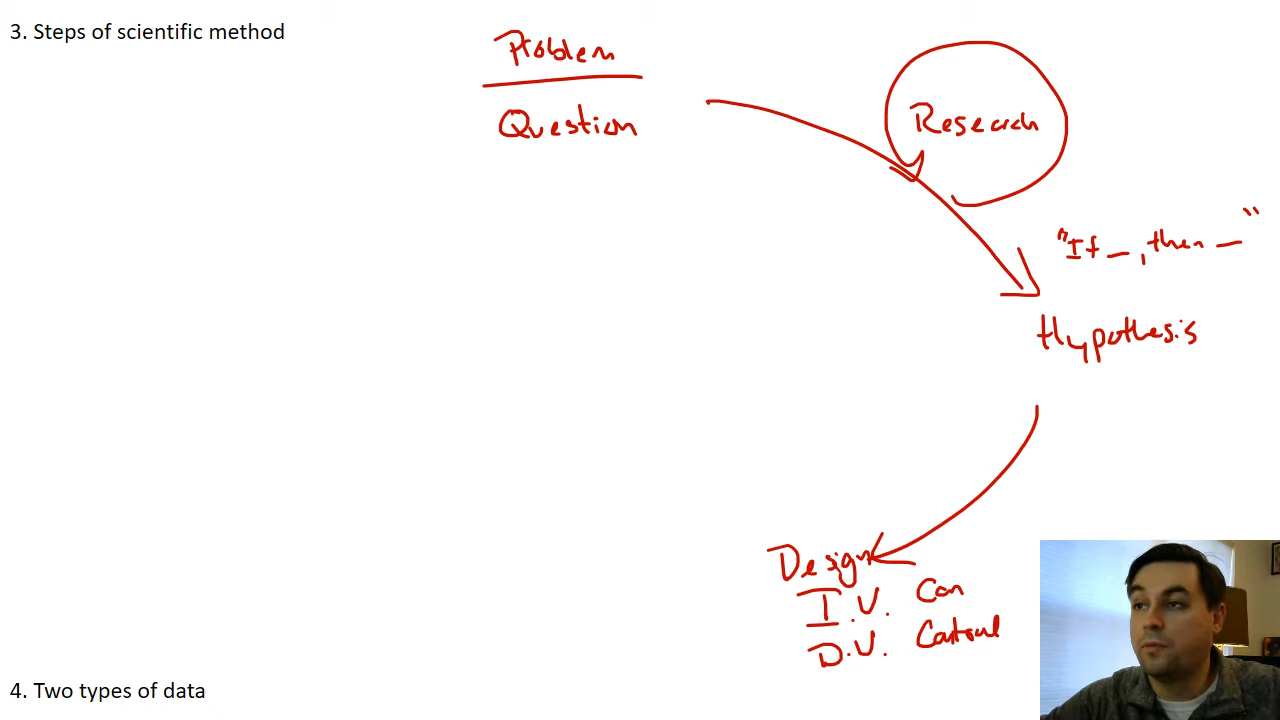 3. Steps of scientific method
Problem
Question
Research
"If _, then _"
Hypothesis
Design
I.V. Con
D.V. Control
4. Two types of data